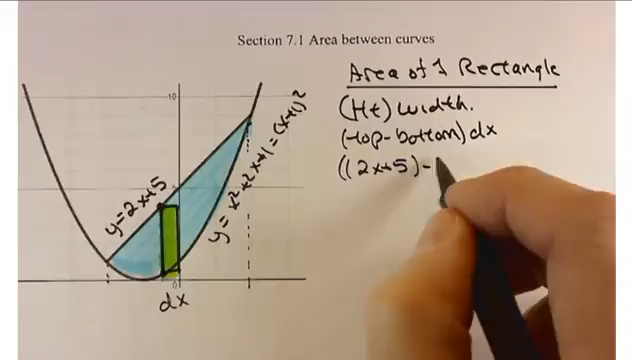 Section 7.1 Area between curves
Area of 1 Rectangle
(Ht) width.
(top-bottom) dx
((2x+5)-
10
y=2x+5
y=x²+2x+1=(x+1)²
0
dx